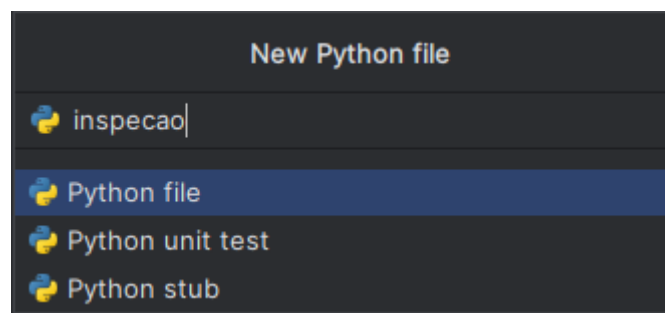 New Python file
inspecao
Python file
Python unit test
Python stub